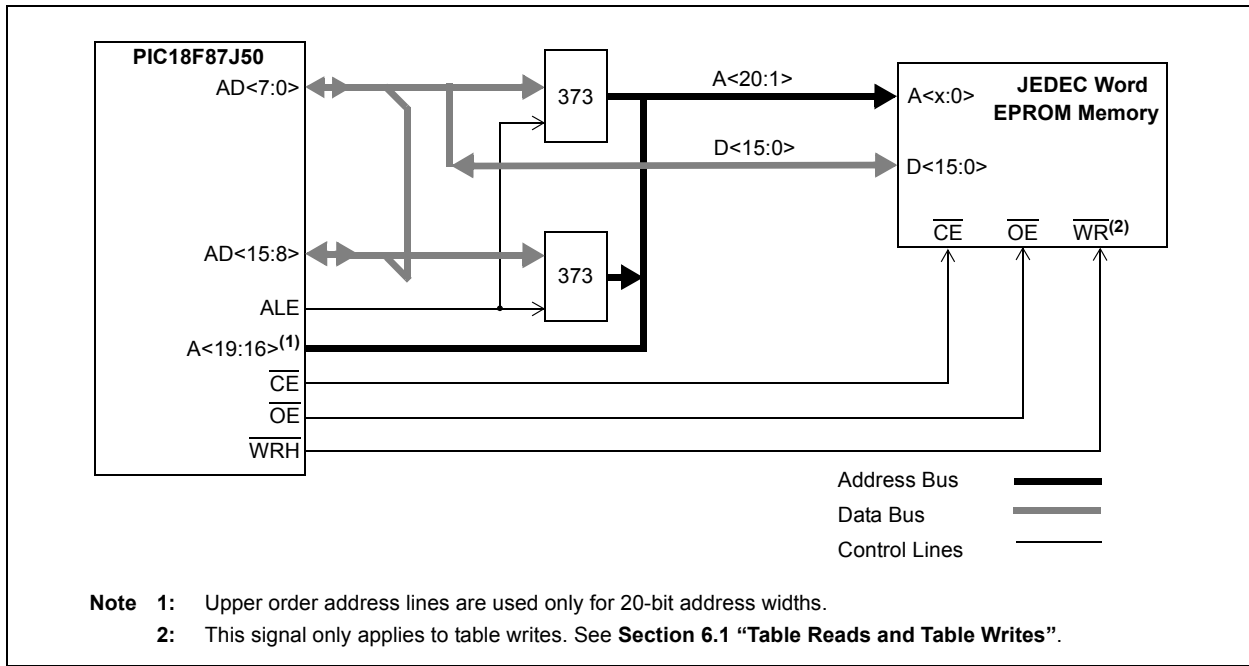 PIC18F87J50
AD<7:0>
373
A<20:1>
A<x:0>
JEDEC Word
EPROM Memory
D<15:0>
D<15:0>
CE
OE
WR(2)
AD<15:8>
373
ALE
A<19:16>(1)
CE
OE
WRH
Address Bus
Data Bus
Control Lines
Note 1: Upper order address lines are used only for 20-bit address widths.
2: This signal only applies to table writes. See Section 6.1 “Table Reads and Table Writes”.